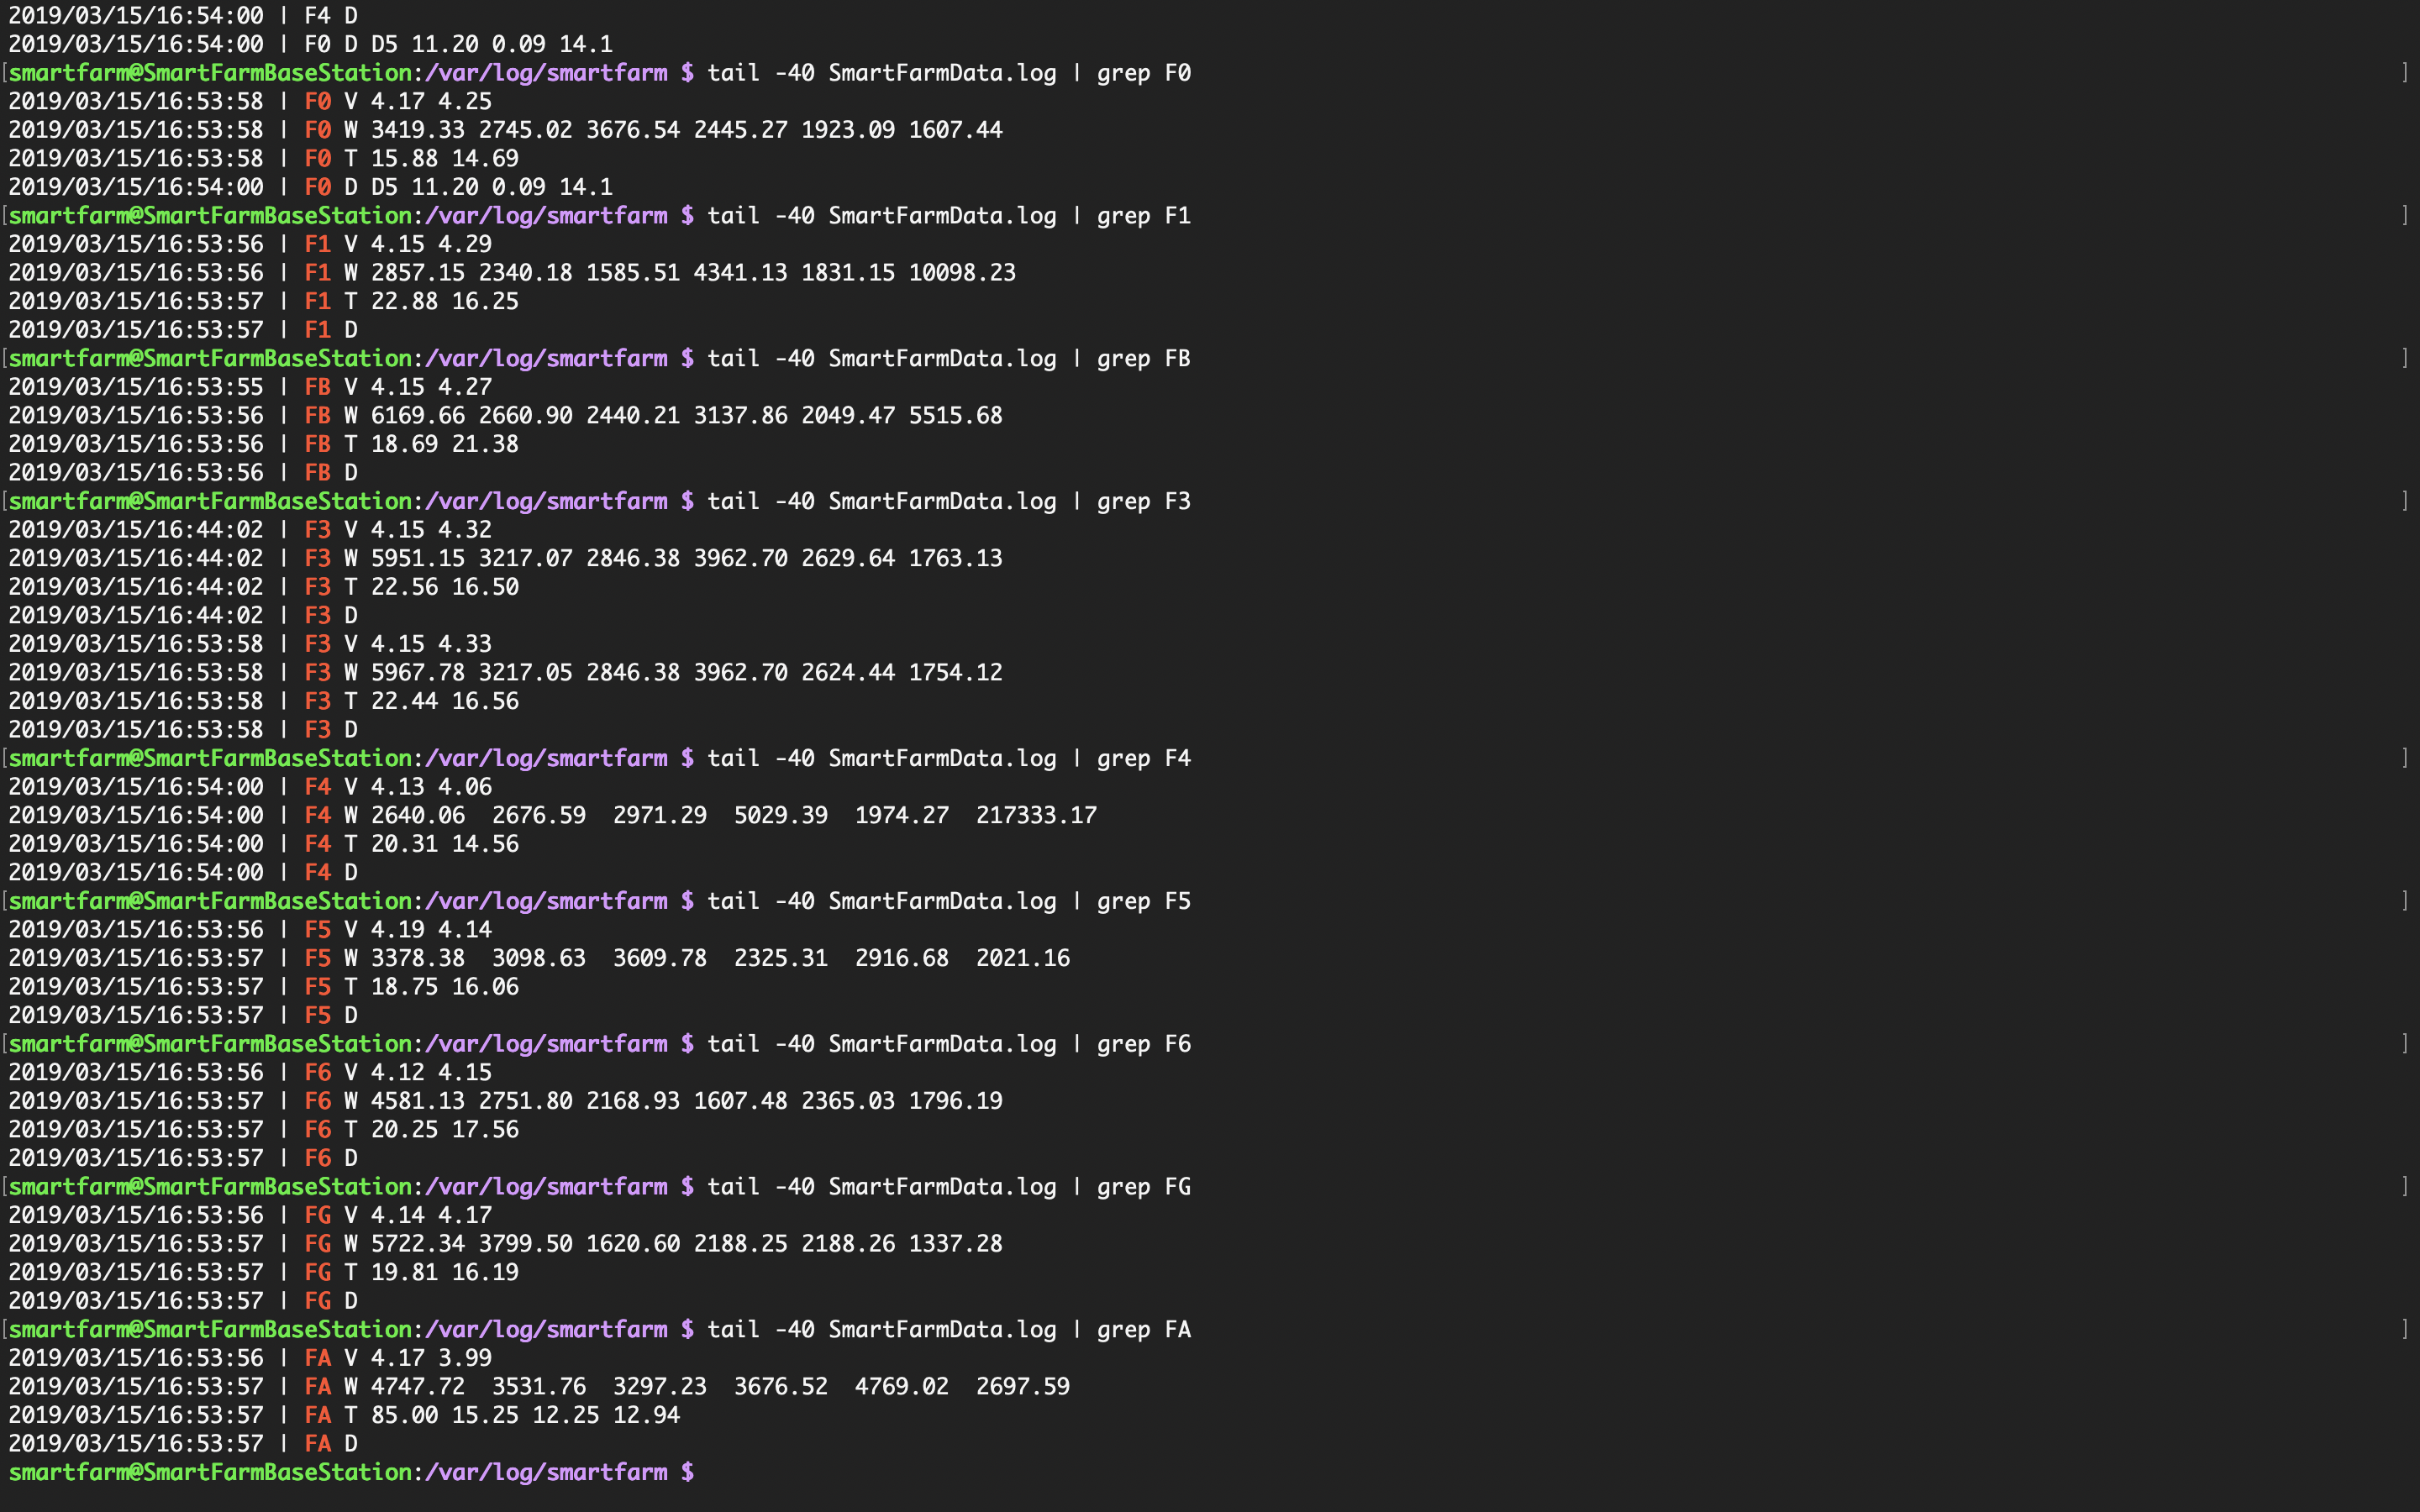 2019/03/15/16:54:00 | F4 D
2019/03/15/16:54:00 | F0 D D5 11.20 0.09 14.1
[smartfarm@SmartFarmBaseStation:/var/log/smartfarm $ tail -40 SmartFarmData.log | grep F0 ]
2019/03/15/16:53:58 | F0 V 4.17 4.25
2019/03/15/16:53:58 | F0 W 3419.33 2745.02 3676.54 2445.27 1923.09 1607.44
2019/03/15/16:53:58 | F0 T 15.88 14.69
2019/03/15/16:54:00 | F0 D D5 11.20 0.09 14.1
[smartfarm@SmartFarmBaseStation:/var/log/smartfarm $ tail -40 SmartFarmData.log | grep F1 ]
2019/03/15/16:53:56 | F1 V 4.15 4.29
2019/03/15/16:53:56 | F1 W 2857.15 2340.18 1585.51 4341.13 1831.15 10098.23
2019/03/15/16:53:57 | F1 T 22.88 16.25
2019/03/15/16:53:57 | F1 D
[smartfarm@SmartFarmBaseStation:/var/log/smartfarm $ tail -40 SmartFarmData.log | grep FB ]
2019/03/15/16:53:55 | FB V 4.15 4.27
2019/03/15/16:53:56 | FB W 6169.66 2660.90 2440.21 3137.86 2049.47 5515.68
2019/03/15/16:53:56 | FB T 18.69 21.38
2019/03/15/16:53:56 | FB D
[smartfarm@SmartFarmBaseStation:/var/log/smartfarm $ tail -40 SmartFarmData.log | grep F3 ]
2019/03/15/16:44:02 | F3 V 4.15 4.32
2019/03/15/16:44:02 | F3 W 5951.15 3217.07 2846.38 3962.70 2629.64 1763.13
2019/03/15/16:44:02 | F3 T 22.56 16.50
2019/03/15/16:44:02 | F3 D
2019/03/15/16:53:58 | F3 V 4.15 4.33
2019/03/15/16:53:58 | F3 W 5967.78 3217.05 2846.38 3962.70 2624.44 1754.12
2019/03/15/16:53:58 | F3 T 22.44 16.56
2019/03/15/16:53:58 | F3 D
[smartfarm@SmartFarmBaseStation:/var/log/smartfarm $ tail -40 SmartFarmData.log | grep F4 ]
2019/03/15/16:54:00 | F4 V 4.13 4.06
2019/03/15/16:54:00 | F4 W 2640.06  2676.59  2971.29  5029.39  1974.27  217333.17
2019/03/15/16:54:00 | F4 T 20.31 14.56
2019/03/15/16:54:00 | F4 D
[smartfarm@SmartFarmBaseStation:/var/log/smartfarm $ tail -40 SmartFarmData.log | grep F5 ]
2019/03/15/16:53:56 | F5 V 4.19 4.14
2019/03/15/16:53:57 | F5 W 3378.38  3098.63  3609.78  2325.31  2916.68  2021.16
2019/03/15/16:53:57 | F5 T 18.75 16.06
2019/03/15/16:53:57 | F5 D
[smartfarm@SmartFarmBaseStation:/var/log/smartfarm $ tail -40 SmartFarmData.log | grep F6 ]
2019/03/15/16:53:56 | F6 V 4.12 4.15
2019/03/15/16:53:57 | F6 W 4581.13 2751.80 2168.93 1607.48 2365.03 1796.19
2019/03/15/16:53:57 | F6 T 20.25 17.56
2019/03/15/16:53:57 | F6 D
[smartfarm@SmartFarmBaseStation:/var/log/smartfarm $ tail -40 SmartFarmData.log | grep FG ]
2019/03/15/16:53:56 | FG V 4.14 4.17
2019/03/15/16:53:57 | FG W 5722.34 3799.50 1620.60 2188.25 2188.26 1337.28
2019/03/15/16:53:57 | FG T 19.81 16.19
2019/03/15/16:53:57 | FG D
[smartfarm@SmartFarmBaseStation:/var/log/smartfarm $ tail -40 SmartFarmData.log | grep FA ]
2019/03/15/16:53:56 | FA V 4.17 3.99
2019/03/15/16:53:57 | FA W 4747.72  3531.76  3297.23  3676.52  4769.02  2697.59
2019/03/15/16:53:57 | FA T 85.00 15.25 12.25 12.94
2019/03/15/16:53:57 | FA D
smartfarm@SmartFarmBaseStation:/var/log/smartfarm $